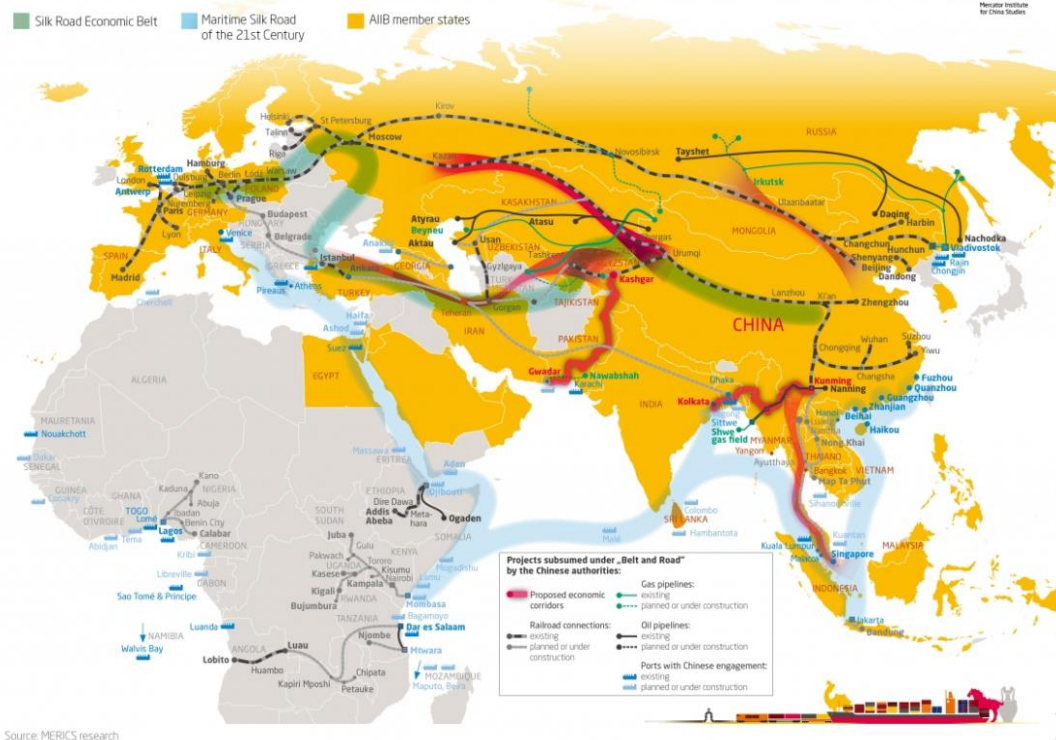 Mercator Institute
for China Studies
Silk Road Economic Belt
Maritime Silk Road
of the 21st Century
AIIB member states
Kirov
Helsinki
St Petersburg
Moscow
RUSSIA
Riga
Kazan
Novosibirsk
Tayshet
Hamburg
Rotterdam
Duisburg
Berlin
Łódź
Warsaw
London
Antwerp
Leipzig
POLAND
Prague
Nuremberg
Paris
GERMANY
Irkutsk
KASAKHSTAN
Ulaanbaatar
Budapest
HUNGARY
Atyrau
Beyneu
Atasu
Daqing
Harbin
Lyon
Venice
Belgrade
SERBIA
MONGOLIA
Changchun
Hunchun
Nachodka
Vladivostok
Aktau
Usan
UZBEKISTAN
Urumqi
Shenyang
Rajin
Chongjin
SPAIN
ITALY
Istanbul
GEORGIA
Tashkent
Beijing
Dandong
Madrid
GREECE
Ankara
Gyzlgaya
Kashgar
Pireaus
Athens
TURKEY
Lanzhou
Xi'an
Zhengzhou
Cherchell
Teheran
Gorgan
TAJIKISTAN
CHINA
Haifa
IRAN
PAKISTAN
Ashod
Suez
Chongqing
Wuhan
Suzhou
Yiwu
ALGERIA
EGYPT
Gwadar
Nawabshah
Karachi
Dhaka
Kunming
Nanning
Changsha
Fuzhou
Quanzhou
Guangzhou
INDIA
Kolkata
Sittwe
Shwe
gas field
Hanoi
Zhanjian
Beihai
Haikou
MAURETANIA
Nouakchott
MYANMAR
Yangon
Nong Khai
Massawa
ERITREA
Aden
Ayutthaya
THAILAND
VIETNAM
Dakar
SENEGAL
Bangkok
Map Ta Phut
Kano
Kaduna
NIGERIA
Djibouti
Conakry
GUINEA
GHANA
Abuja
ETHIOPIA
Dire Dawa
Addis
Abeba
Meta-
hara
Ogaden
Sihanoukville
CÔTE
D'IVOIRE
TOGO
Lomé
Ibadan
Benin City
SOUTH
SUDAN
Colombo
SRI LANKA
Hambantota
Abidjan
Tema
Lagos
Calabar
Juba
SOMALIA
Malé
Kuantan
Kuala Lumpur
Malacca
Singapore
MALAYSIA
Kribi
CAMEROON
Gulu
Pakwach
Tororo
KENYA
Mogadishu
Libreville
GABON
Kasese
UGANDA
Kisumu
Nairobi
Lamu
Kampala
Kigali
RWANDA
INDONESIA
Sao Tomé & Principe
Bujumbura
Mombasa
Bagamoyo
TANZANIA
Jakarta
Bandung
Luanda
Dar es Salaam
NAMIBIA
Njombe
Walvis Bay
ANGOLA
Luau
Mtwara
Lobito
Huambo
Chipata
Kapiri Mposhi
Petauke
MOZAMBIQUE
Maputo, Beira
Projects subsumed under „Belt and Road"
by the Chinese authorities:
Proposed economic
corridors
Gas pipelines:
existing
planned or under construction
Railroad connections:
existing
planned or under
construction
Oil pipelines:
existing
planned or under construction
Ports with Chinese engagement:
existing
planned or under construction
Source: MERICS research